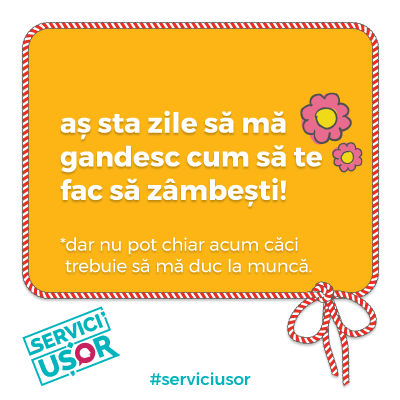 aș sta zile să mă
gandesc cum să te
fac să zâmbești!
*dar nu pot chiar acum căci
trebuie să mă duc la muncă.
SERVICI
UȘOR
#serviciusor